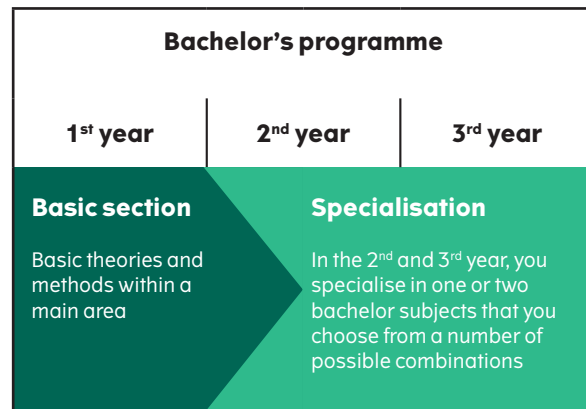 Bachelor’s programme
1st year
2nd year
3rd year
Basic section
Basic theories and
methods within a
main area
Specialisation
In the 2nd and 3rd year, you
specialise in one or two
bachelor subjects that you
choose from a number of
possible combinations